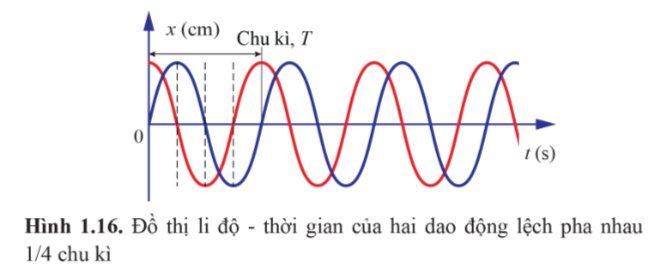 x (cm)
Chu kì, T
0
t (s)
Hình 1.16. Đồ thị li độ - thời gian của hai dao động lệch pha nhau
1/4 chu kì